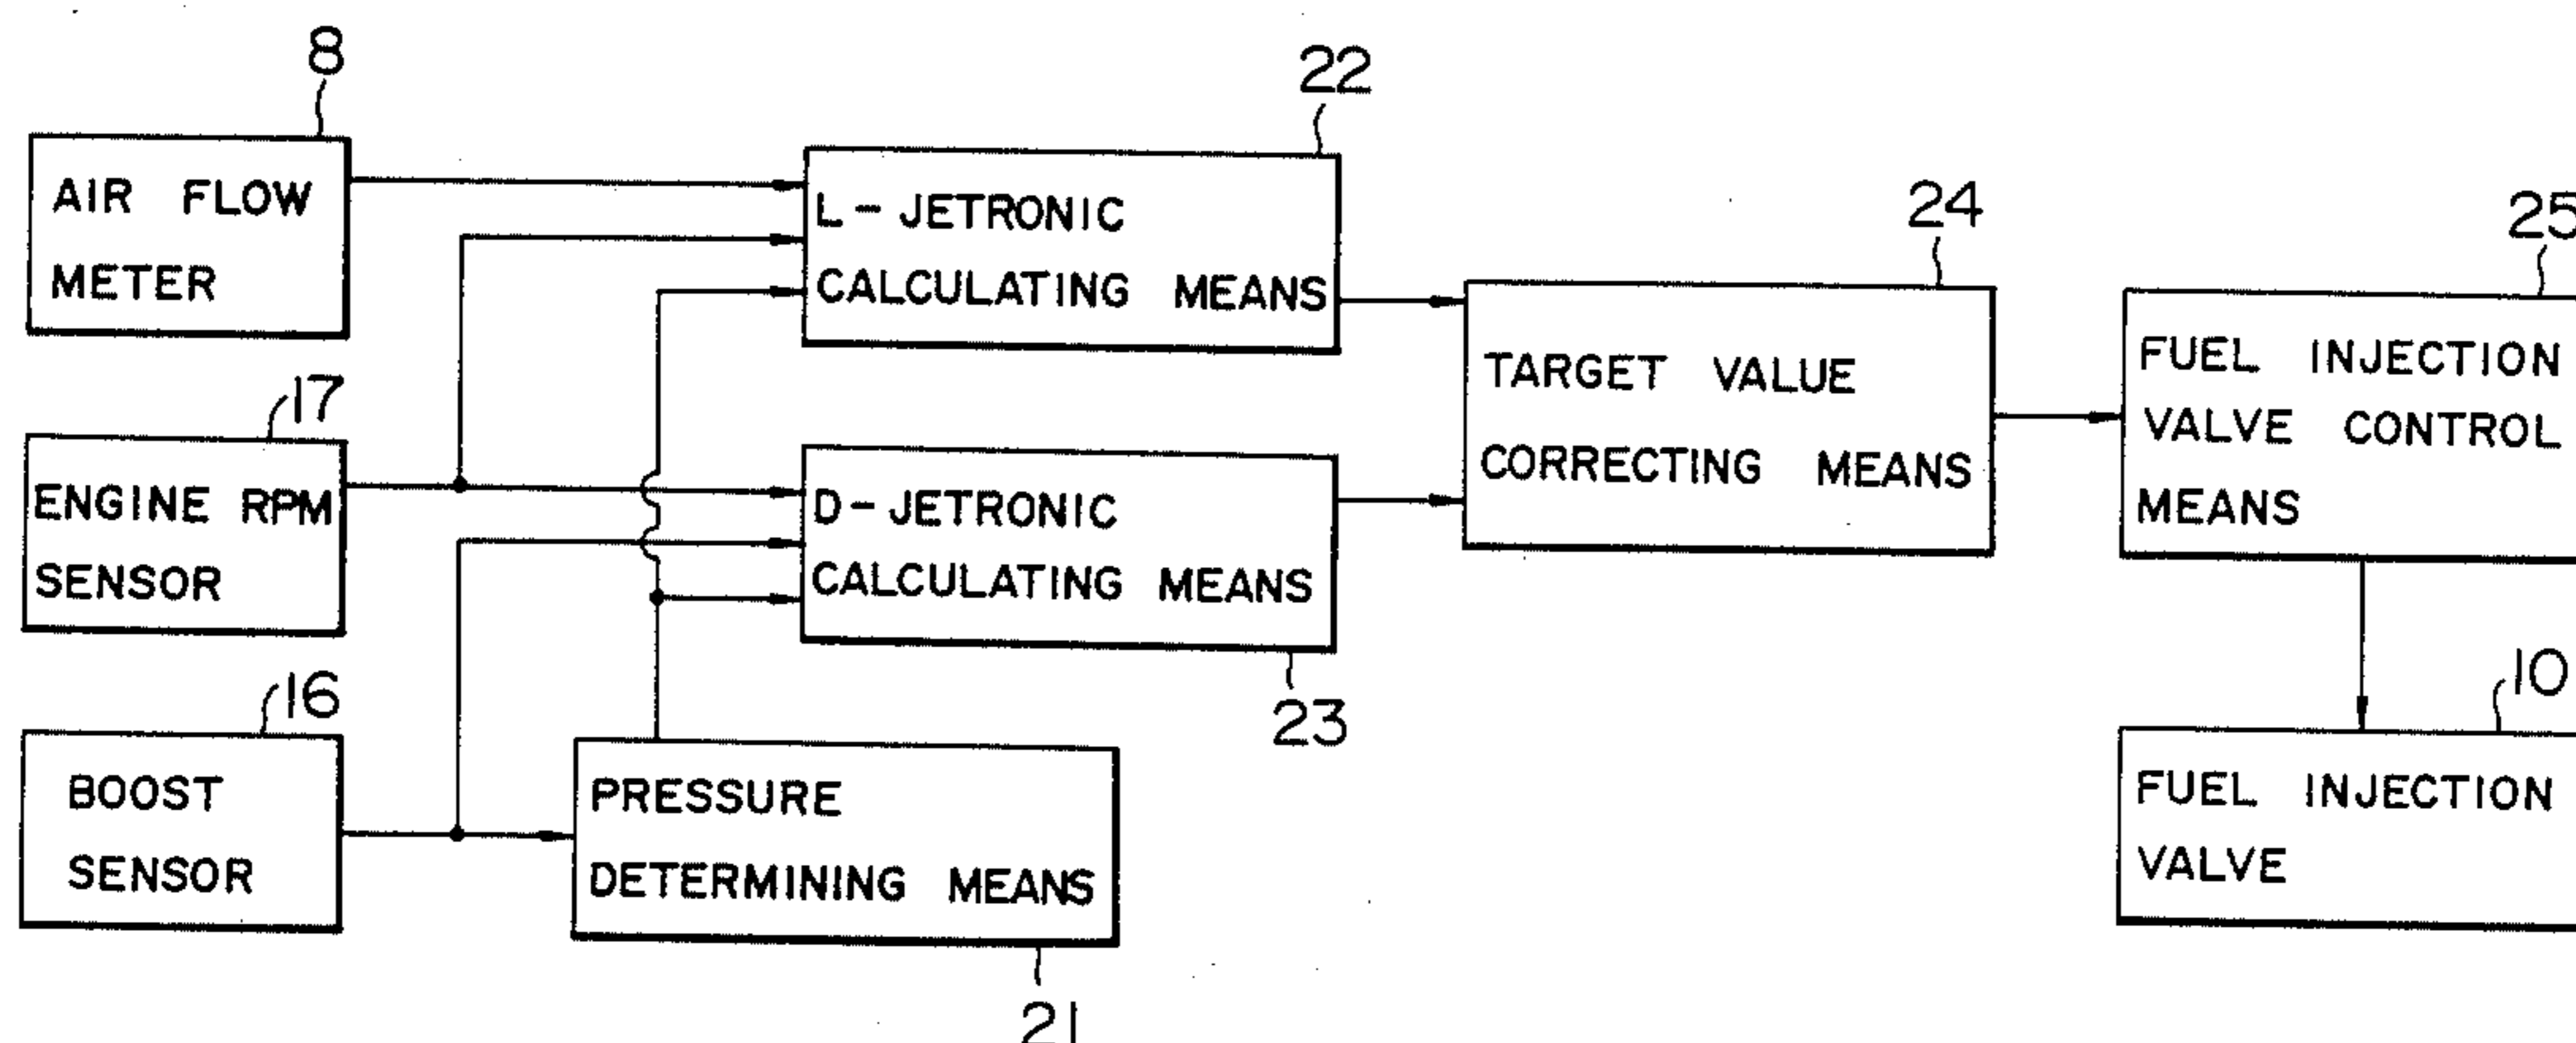 8
AIR FLOW
METER
17
ENGINE RPM
SENSOR
16
BOOST
SENSOR
22
L-JETRONIC
CALCULATING MEANS
D-JETRONIC
CALCULATING MEANS
23
PRESSURE
DETERMINING MEANS
21
24
TARGET VALUE
CORRECTING MEANS
25
FUEL INJECTION
VALVE CONTROL
MEANS
10
FUEL INJECTION
VALVE